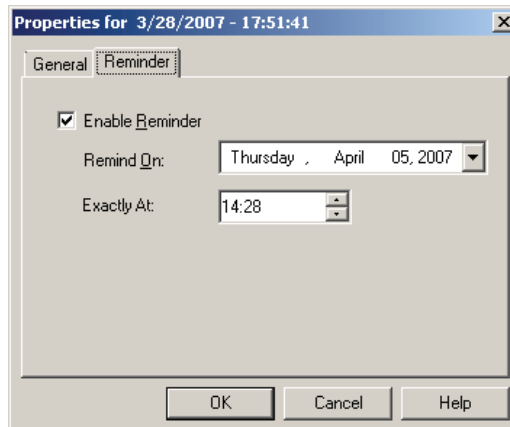 Properties for 3/28/2007 - 17:51:41
General Reminder
Enable Reminder
Remind On: Thursday , April 05, 2007
Exactly At: 14:28
OK Cancel Help